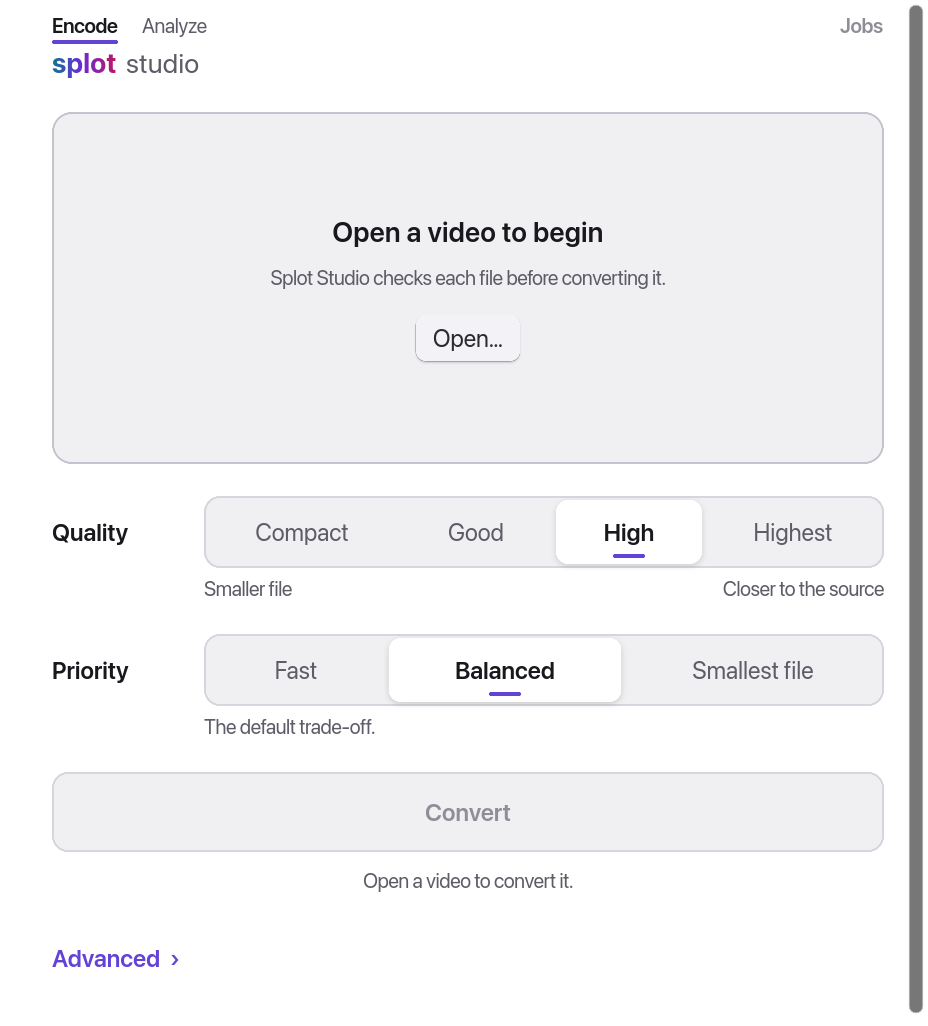 Encode Analyze Jobs
splot studio
Open a video to begin
Splot Studio checks each file before converting it.
Open...
Quality Compact Good High Highest
Smaller file Closer to the source
Priority Fast Balanced Smallest file
The default trade-off.
Convert
Open a video to convert it.
Advanced ›